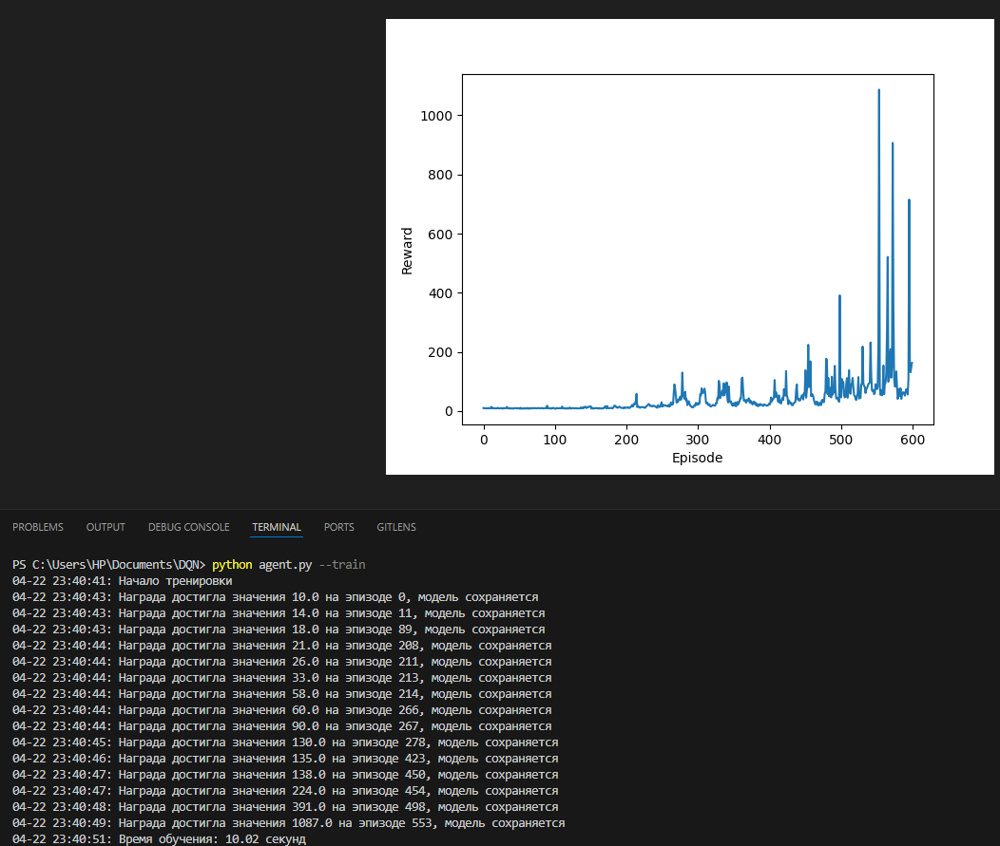 1000
800
600
400
200
0
Reward
0 100 200 300 400 500 600
Episode
PROBLEMS OUTPUT DEBUG CONSOLE TERMINAL PORTS GITLENS
PS C:\Users\HP\Documents\DQN> python agent.py --train
04-22 23:40:41: Начало тренировки
04-22 23:40:43: Награда достигла значения 10.0 на эпизоде 0, модель сохраняется
04-22 23:40:43: Награда достигла значения 14.0 на эпизоде 11, модель сохраняется
04-22 23:40:43: Награда достигла значения 18.0 на эпизоде 89, модель сохраняется
04-22 23:40:44: Награда достигла значения 21.0 на эпизоде 208, модель сохраняется
04-22 23:40:44: Награда достигла значения 26.0 на эпизоде 211, модель сохраняется
04-22 23:40:44: Награда достигла значения 33.0 на эпизоде 213, модель сохраняется
04-22 23:40:44: Награда достигла значения 58.0 на эпизоде 214, модель сохраняется
04-22 23:40:44: Награда достигла значения 60.0 на эпизоде 266, модель сохраняется
04-22 23:40:44: Награда достигла значения 90.0 на эпизоде 267, модель сохраняется
04-22 23:40:45: Награда достигла значения 130.0 на эпизоде 278, модель сохраняется
04-22 23:40:46: Награда достигла значения 135.0 на эпизоде 423, модель сохраняется
04-22 23:40:47: Награда достигла значения 138.0 на эпизоде 450, модель сохраняется
04-22 23:40:47: Награда достигла значения 224.0 на эпизоде 454, модель сохраняется
04-22 23:40:48: Награда достигла значения 391.0 на эпизоде 498, модель сохраняется
04-22 23:40:49: Награда достигла значения 1087.0 на эпизоде 553, модель сохраняется
04-22 23:40:51: Время обучения: 10.02 секунд